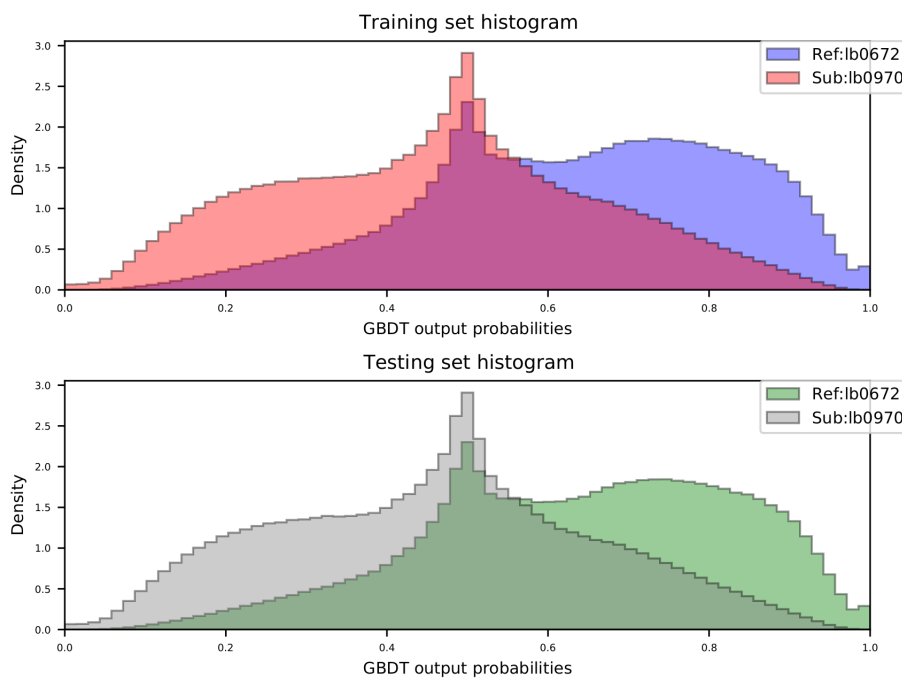 Training set histogram
3.0
2.5
2.0
1.5
1.0
0.5
0.0
Density
Ref:lb0672
Sub:lb0970
0.0 0.2 0.4 0.6 0.8 1.0
GBDT output probabilities
Testing set histogram
3.0
2.5
2.0
1.5
1.0
0.5
0.0
Density
Ref:lb0672
Sub:lb0970
0.0 0.2 0.4 0.6 0.8 1.0
GBDT output probabilities